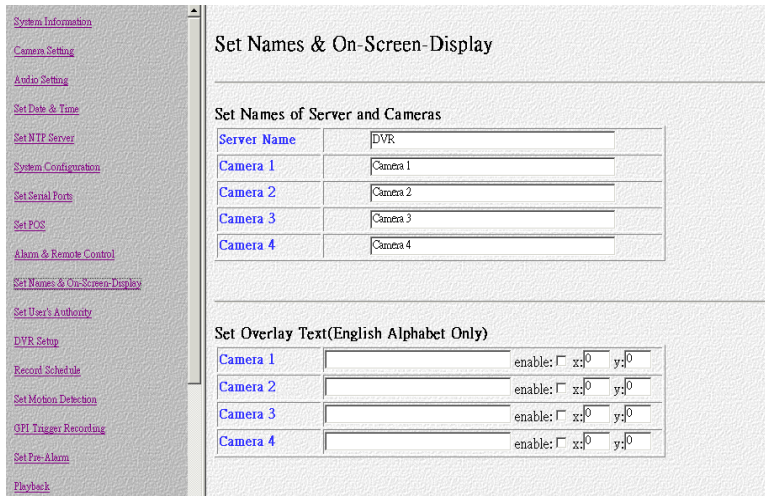 System Information
Camera Setting
Audio Setting
Set Date & Time
Set NTP Server
System Configuration
Set Serial Ports
Set POS
Alarm & Remote Control
Set Names & On-Screen-Display
Set User's Authority
DVR Setup
Record Schedule
Set Motion Detection
GPI Trigger Recording
Set Pre-Alarm
Playback
Set Names & On-Screen-Display
Set Names of Server and Cameras
Server Name DVR
Camera 1 Camera 1
Camera 2 Camera 2
Camera 3 Camera 3
Camera 4 Camera 4
Set Overlay Text(English Alphabet Only)
Camera 1 enable: x:0 y:0
Camera 2 enable: x:0 y:0
Camera 3 enable: x:0 y:0
Camera 4 enable: x:0 y:0